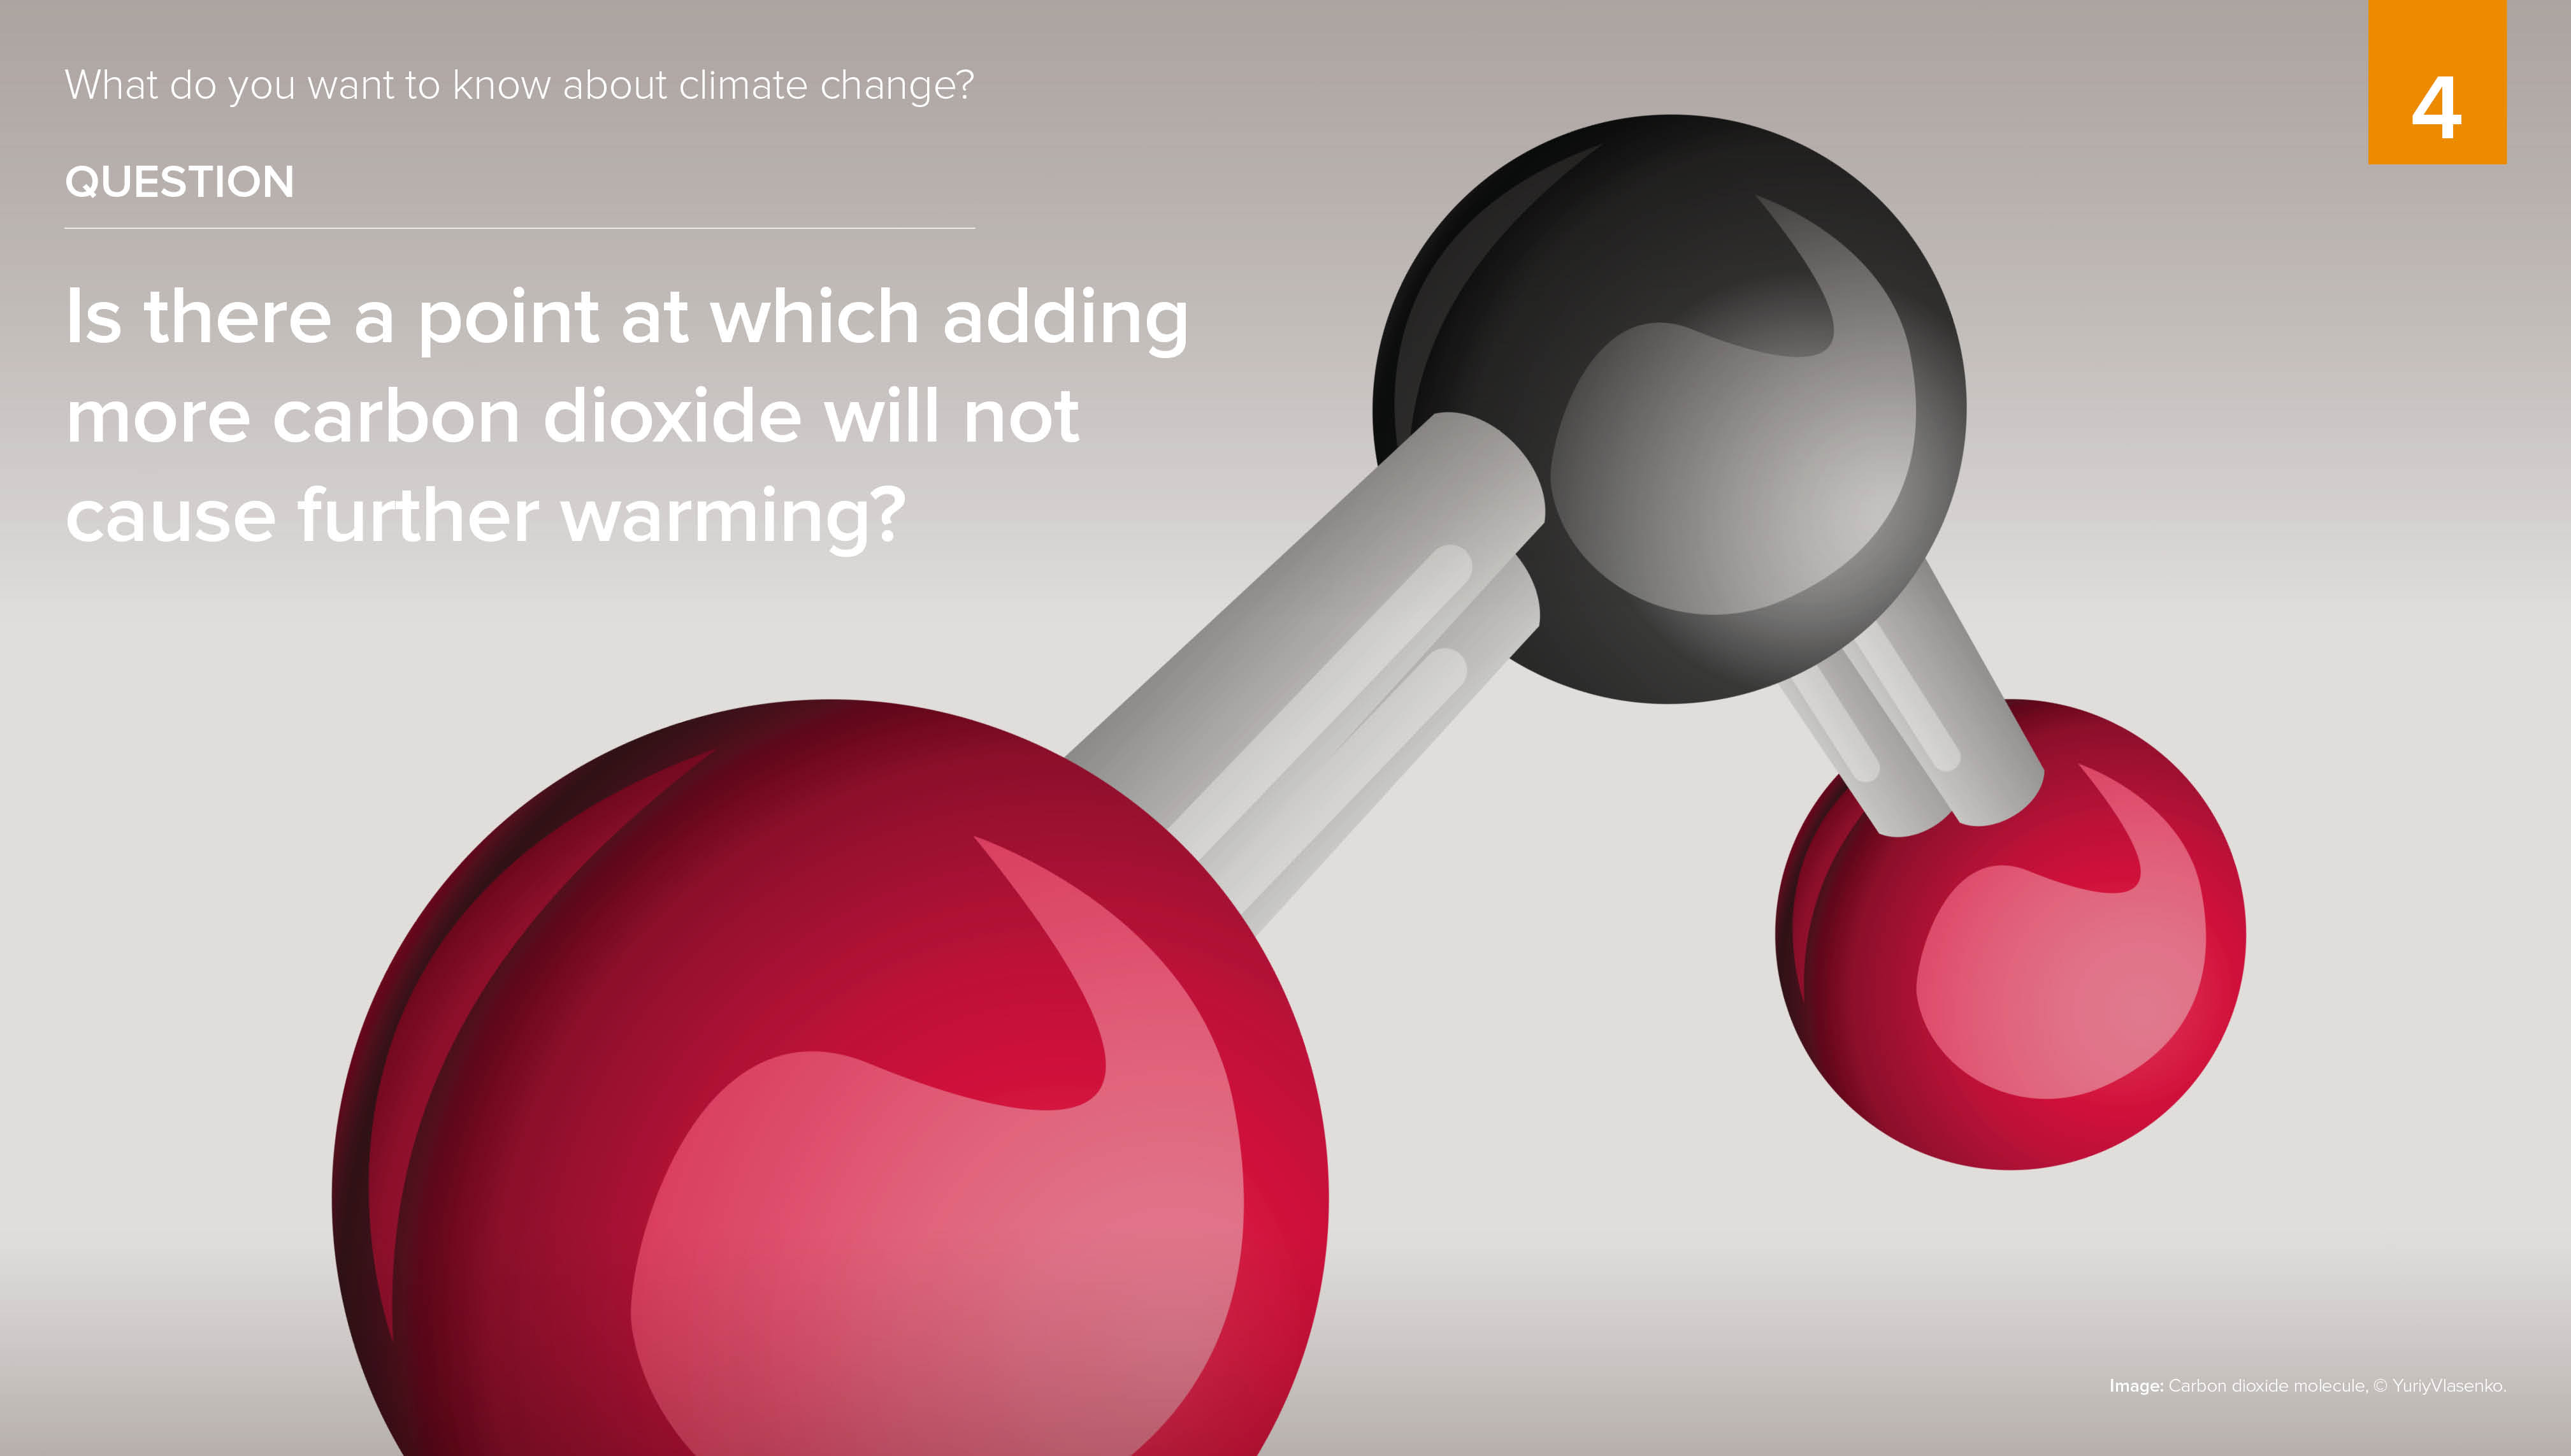 What do you want to know about climate change?
4
QUESTION
Is there a point at which adding
more carbon dioxide will not
cause further warming?
Image: Carbon dioxide molecule, © YuriyVlasenko.